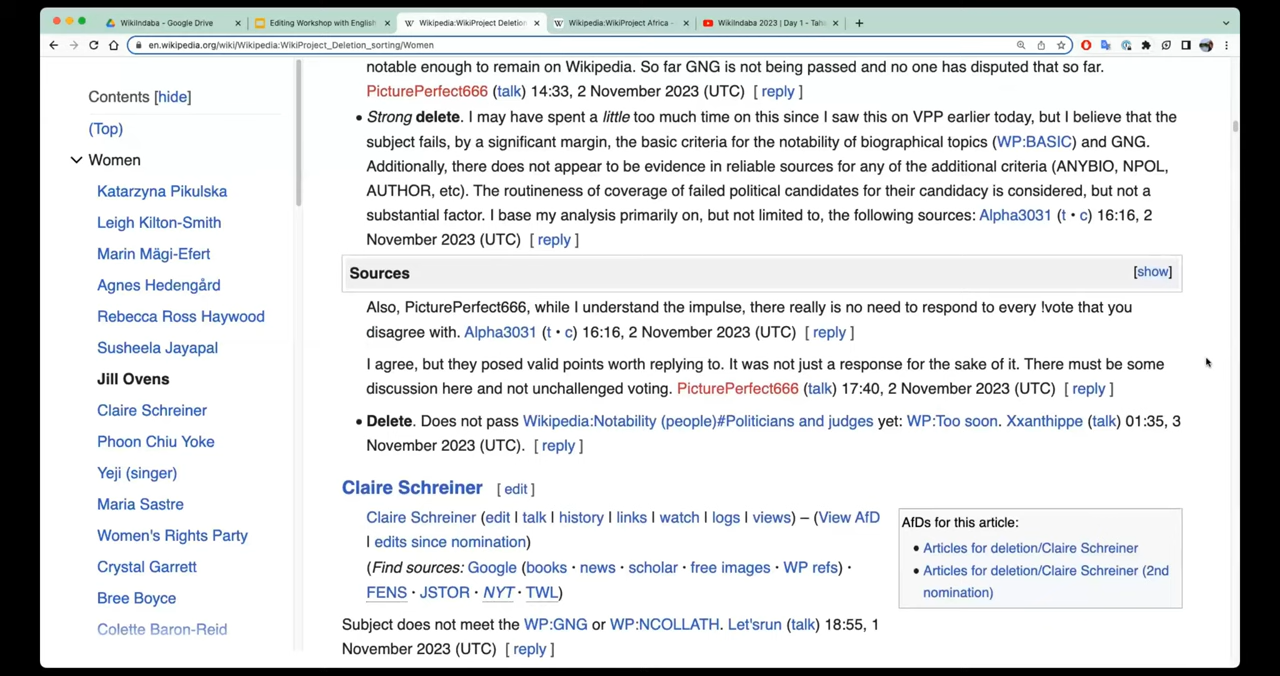 WikiIndaba - Google Drive
Editing Workshop with English
Wikipedia:WikiProject Deletion
Wikipedia:WikiProject Africa -
WikiIndaba 2023 | Day 1 - Tah
en.wikipedia.org/wiki/Wikipedia:WikiProject_Deletion_sorting/Women
Contents [hide]
(Top)
Women
Katarzyna Pikulska
Leigh Kilton-Smith
Marin Mägi-Efert
Agnes Hedengård
Rebecca Ross Haywood
Susheela Jayapal
Jill Ovens
Claire Schreiner
Phoon Chiu Yoke
Yeji (singer)
Maria Sastre
Women's Rights Party
Crystal Garrett
Bree Boyce
Colette Baron-Reid
notable enough to remain on Wikipedia. So far GNG is not being passed and no one has disputed that so far.
PicturePerfect666 (talk) 14:33, 2 November 2023 (UTC) [ reply ]
• Strong delete. I may have spent a little too much time on this since I saw this on VPP earlier today, but I believe that the
subject fails, by a significant margin, the basic criteria for the notability of biographical topics (WP:BASIC) and GNG.
Additionally, there does not appear to be evidence in reliable sources for any of the additional criteria (ANYBIO, NPOL,
AUTHOR, etc). The routineness of coverage of failed political candidates for their candidacy is considered, but not a
substantial factor. I base my analysis primarily on, but not limited to, the following sources: Alpha3031 (t • c) 16:16, 2
November 2023 (UTC) [ reply ]
Sources [show]
Also, PicturePerfect666, while I understand the impulse, there really is no need to respond to every !vote that you
disagree with. Alpha3031 (t • c) 16:16, 2 November 2023 (UTC) [ reply ]
I agree, but they posed valid points worth replying to. It was not just a response for the sake of it. There must be some
discussion here and not unchallenged voting. PicturePerfect666 (talk) 17:40, 2 November 2023 (UTC) [ reply ]
• Delete. Does not pass Wikipedia:Notability (people)#Politicians and judges yet: WP:Too soon. Xxanthippe (talk) 01:35, 3
November 2023 (UTC). [ reply ]
Claire Schreiner [ edit ]
Claire Schreiner (edit | talk | history | links | watch | logs | views) – (View AfD
| edits since nomination)
(Find sources: Google (books · news · scholar · free images · WP refs) ·
FENS · JSTOR · NYT · TWL)
AfDs for this article:
• Articles for deletion/Claire Schreiner
• Articles for deletion/Claire Schreiner (2nd
nomination)
Subject does not meet the WP:GNG or WP:NCOLLATH. Let'srun (talk) 18:55, 1
November 2023 (UTC) [ reply ]